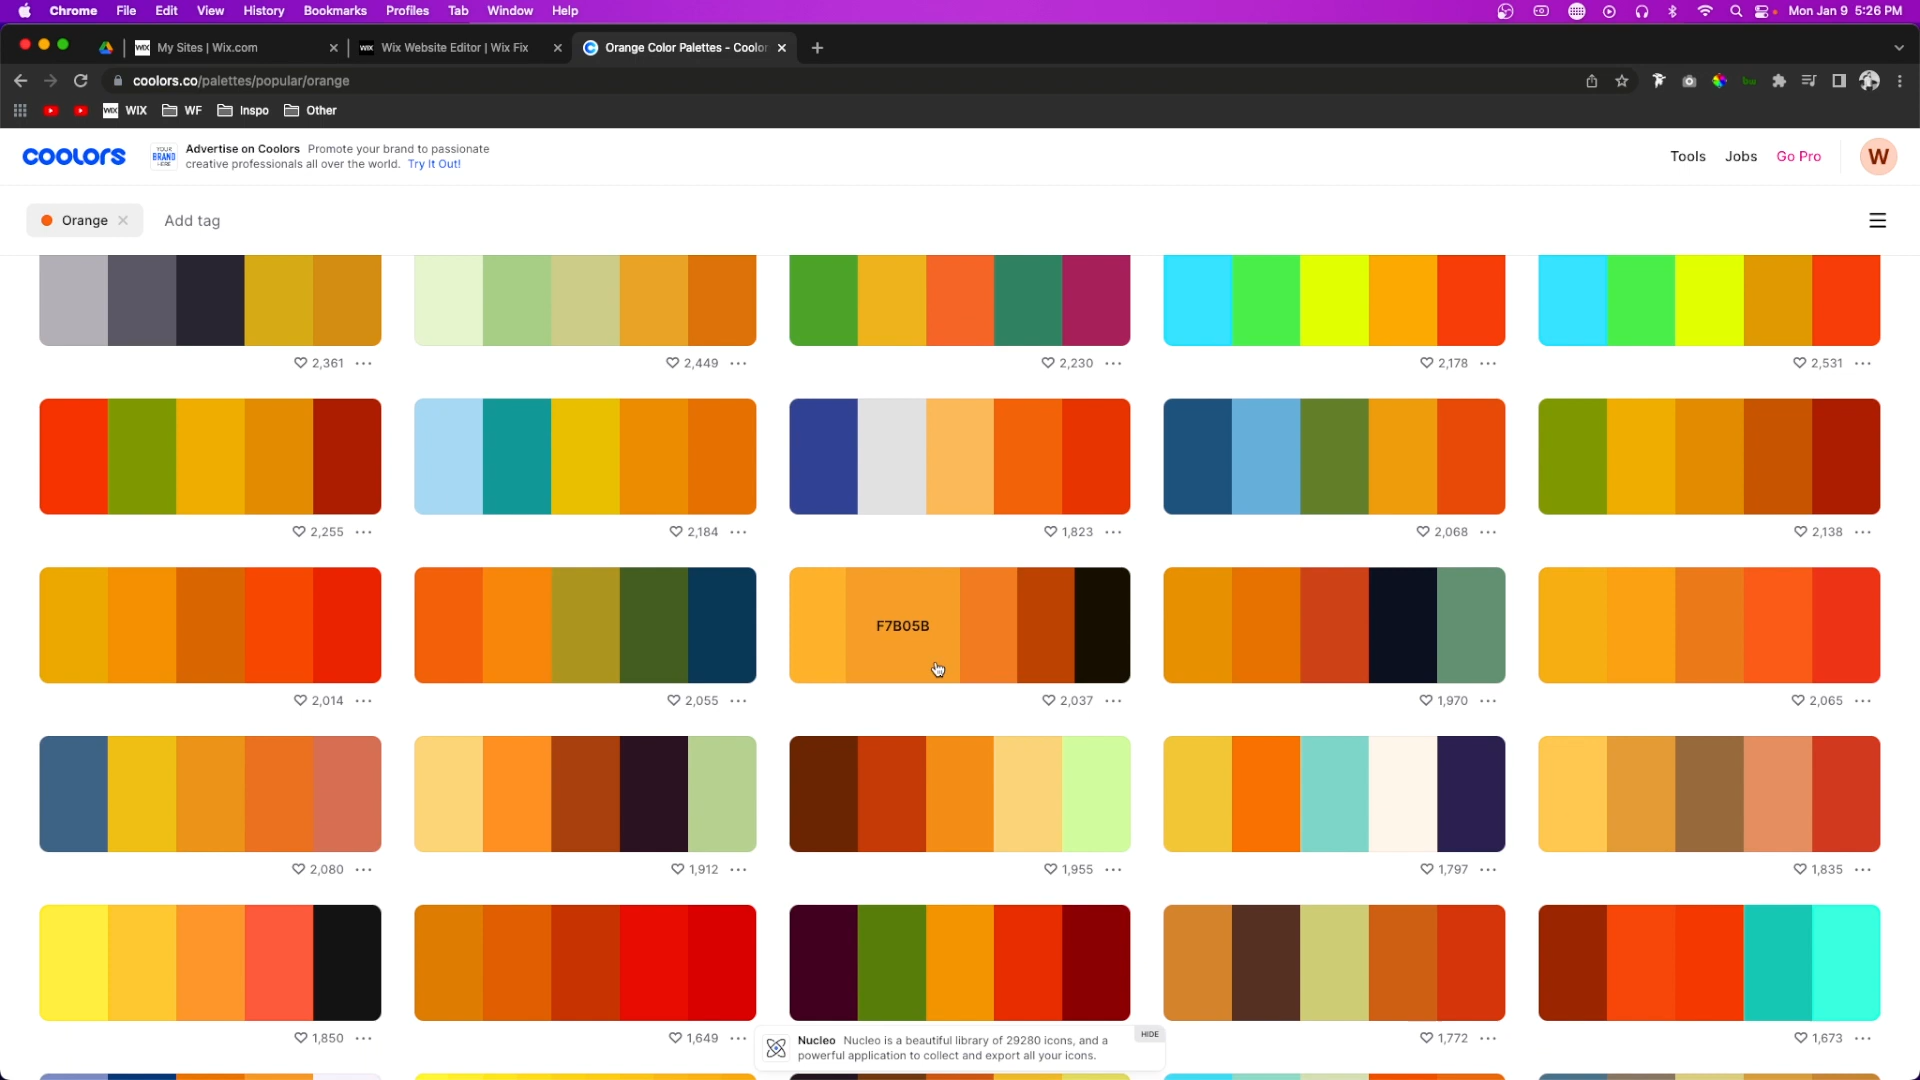 Chrome File Edit View History Bookmarks Profiles Tab Window Help Mon Jan 9 5:26 PM
WIX My Sites | Wix.com WIX Wix Website Editor | Wix Fix Orange Color Palettes - Coolor
coolors.co/palettes/popular/orange
WIX WIX WF Inspo Other
coolors YOUR BRAND HERE Advertise on Coolors Promote your brand to passionate
creative professionals all over the world. Try It Out!
Tools Jobs Go Pro W
Orange Add tag
2,361 2,449 2,230 2,178 2,531
2,255 2,184 1,823 2,068 2,138
F7B05B
2,014 2,055 2,037 1,970 2,065
2,080 1,912 1,955 1,797 1,835
1,850 1,649 1,772 1,673
Nucleo Nucleo is a beautiful library of 29280 icons, and a
powerful application to collect and export all your icons.
HIDE